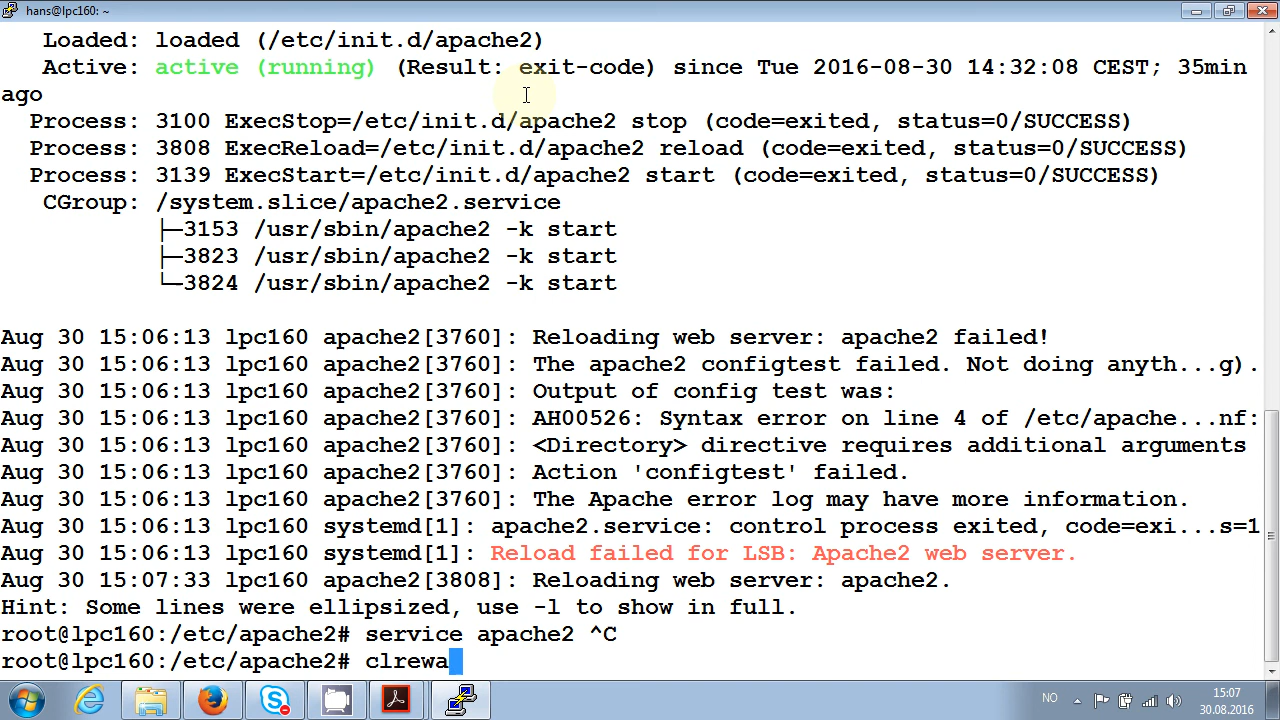 hans@lpc160: ~
Loaded: loaded (/etc/init.d/apache2)
Active: active (running) (Result: exit-code) since Tue 2016-08-30 14:32:08 CEST; 35min
ago
Process: 3100 ExecStop=/etc/init.d/apache2 stop (code=exited, status=0/SUCCESS)
Process: 3808 ExecReload=/etc/init.d/apache2 reload (code=exited, status=0/SUCCESS)
Process: 3139 ExecStart=/etc/init.d/apache2 start (code=exited, status=0/SUCCESS)
CGroup: /system.slice/apache2.service
├─3153 /usr/sbin/apache2 -k start
├─3823 /usr/sbin/apache2 -k start
└─3824 /usr/sbin/apache2 -k start
Aug 30 15:06:13 lpc160 apache2[3760]: Reloading web server: apache2 failed!
Aug 30 15:06:13 lpc160 apache2[3760]: The apache2 configtest failed. Not doing anyth...g).
Aug 30 15:06:13 lpc160 apache2[3760]: Output of config test was:
Aug 30 15:06:13 lpc160 apache2[3760]: AH00526: Syntax error on line 4 of /etc/apache...nf:
Aug 30 15:06:13 lpc160 apache2[3760]: <Directory> directive requires additional arguments
Aug 30 15:06:13 lpc160 apache2[3760]: Action 'configtest' failed.
Aug 30 15:06:13 lpc160 apache2[3760]: The Apache error log may have more information.
Aug 30 15:06:13 lpc160 systemd[1]: apache2.service: control process exited, code=exi...s=1
Aug 30 15:06:13 lpc160 systemd[1]: Reload failed for LSB: Apache2 web server.
Aug 30 15:07:33 lpc160 apache2[3808]: Reloading web server: apache2.
Hint: Some lines were ellipsized, use -l to show in full.
root@lpc160:/etc/apache2# service apache2 ^C
root@lpc160:/etc/apache2# clrewa
NO
15:07
30.08.2016